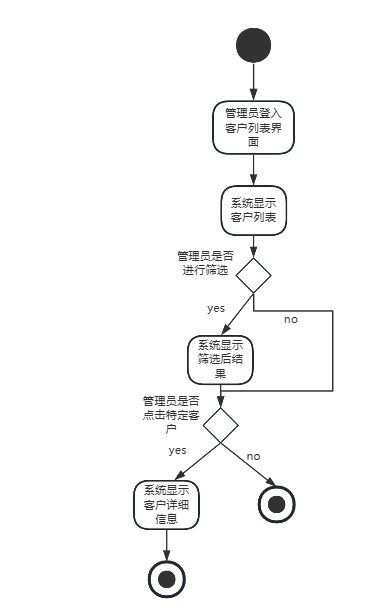 管理员登入
客户列表界
面
系统显示
客户列表
管理员是否
进行筛选
yes
no
系统显示
筛选后结
果
管理员是否
点击特定客
户
yes
no
系统显示
客户详细
信息